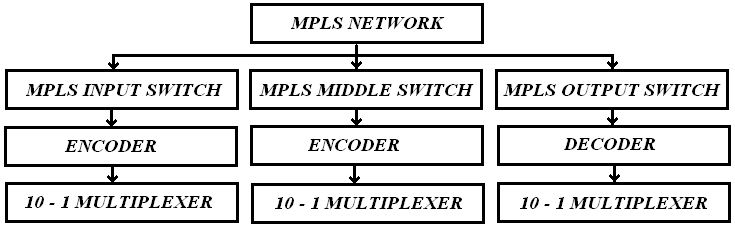 MPLS NETWORK
MPLS INPUT SWITCH
MPLS MIDDLE SWITCH
MPLS OUTPUT SWITCH
ENCODER
ENCODER
DECODER
10 - 1 MULTIPLEXER
10 - 1 MULTIPLEXER
10 - 1 MULTIPLEXER